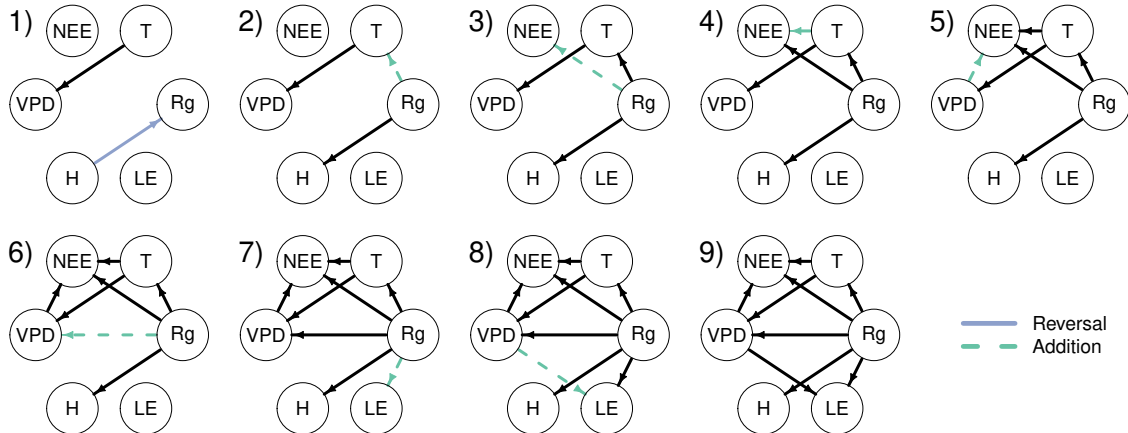 1) NEE T
VPD Rg
H LE
2) NEE T
VPD Rg
H LE
3) NEE T
VPD Rg
H LE
4) NEE T
VPD Rg
H LE
5) NEE T
VPD Rg
H LE
6) NEE T
VPD Rg
H LE
7) NEE T
VPD Rg
H LE
8) NEE T
VPD Rg
H LE
9) NEE T
VPD Rg
H LE
Reversal
Addition